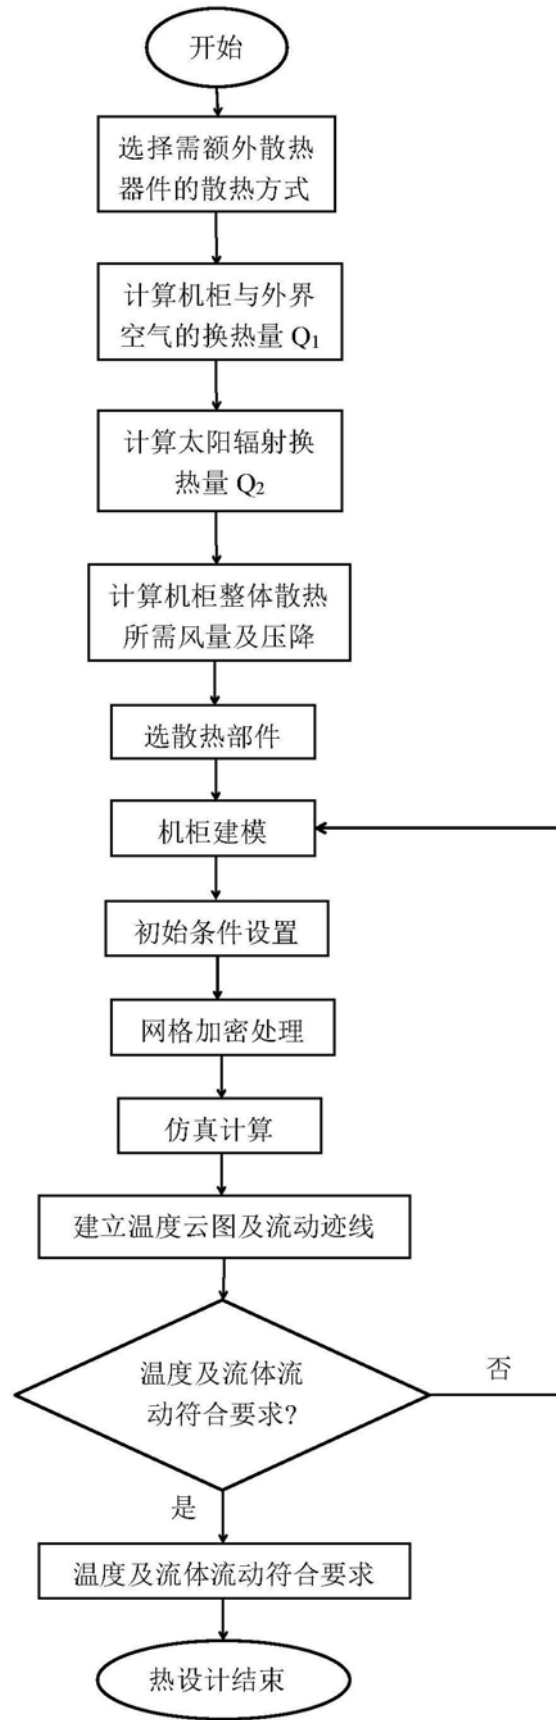 开始
选择需额外散热
器件的散热方式
计算机柜与外界
空气的换热量 Q₁
计算太阳辐射换
热量 Q₂
计算机柜整体散热
所需风量及压降
选散热部件
机柜建模
初始条件设置
网格加密处理
仿真计算
建立温度云图及流动迹线
温度及流体流
动符合要求?
否
是
温度及流体流动符合要求
热设计结束